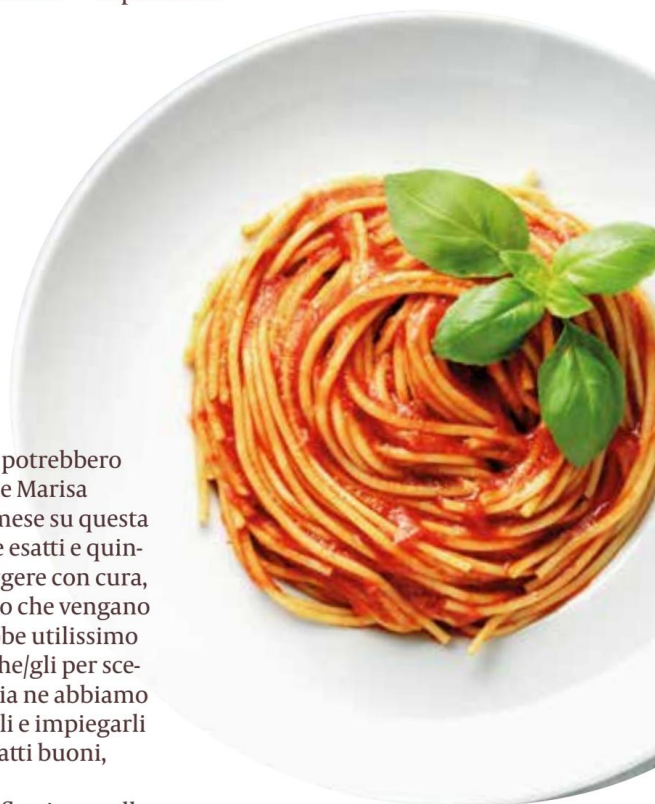 potrebbero
e Marisa
mese su questa
e esatti e quin-
gere con cura,
o che vengano
be utilissimo
he/gli per sce-
ia ne abbiamo
li e impiegarli
atti buoni,